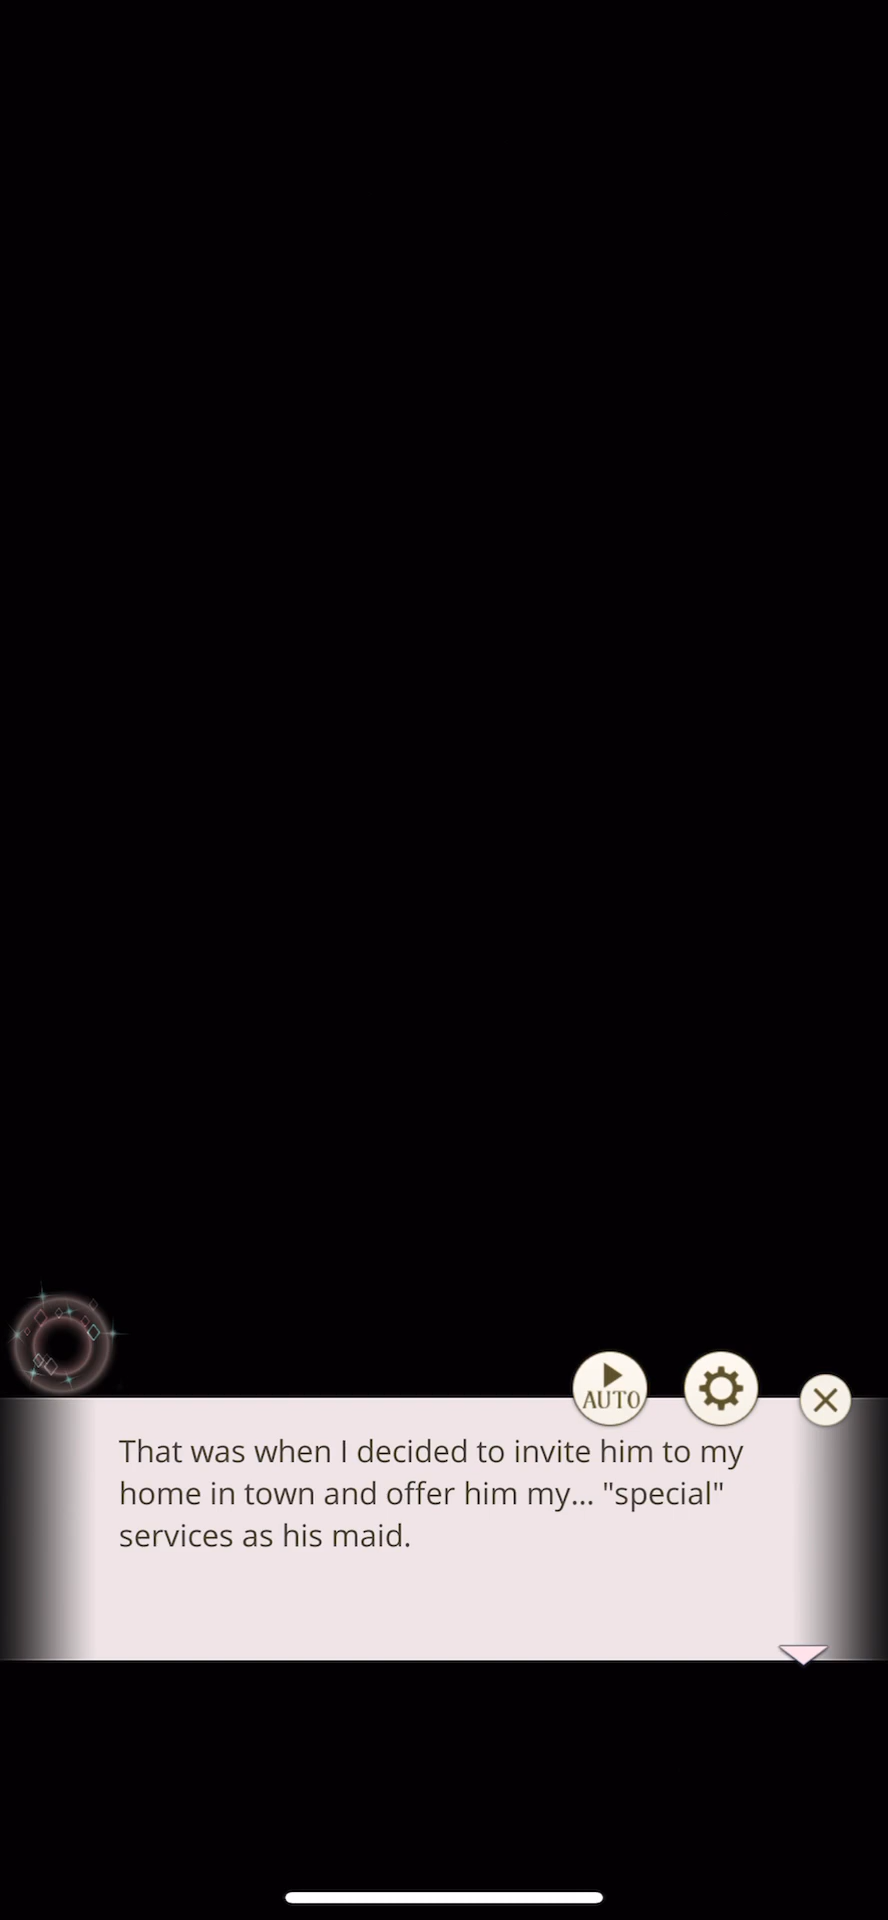 AUTO
That was when I decided to invite him to my
home in town and offer him my... "special"
services as his maid.